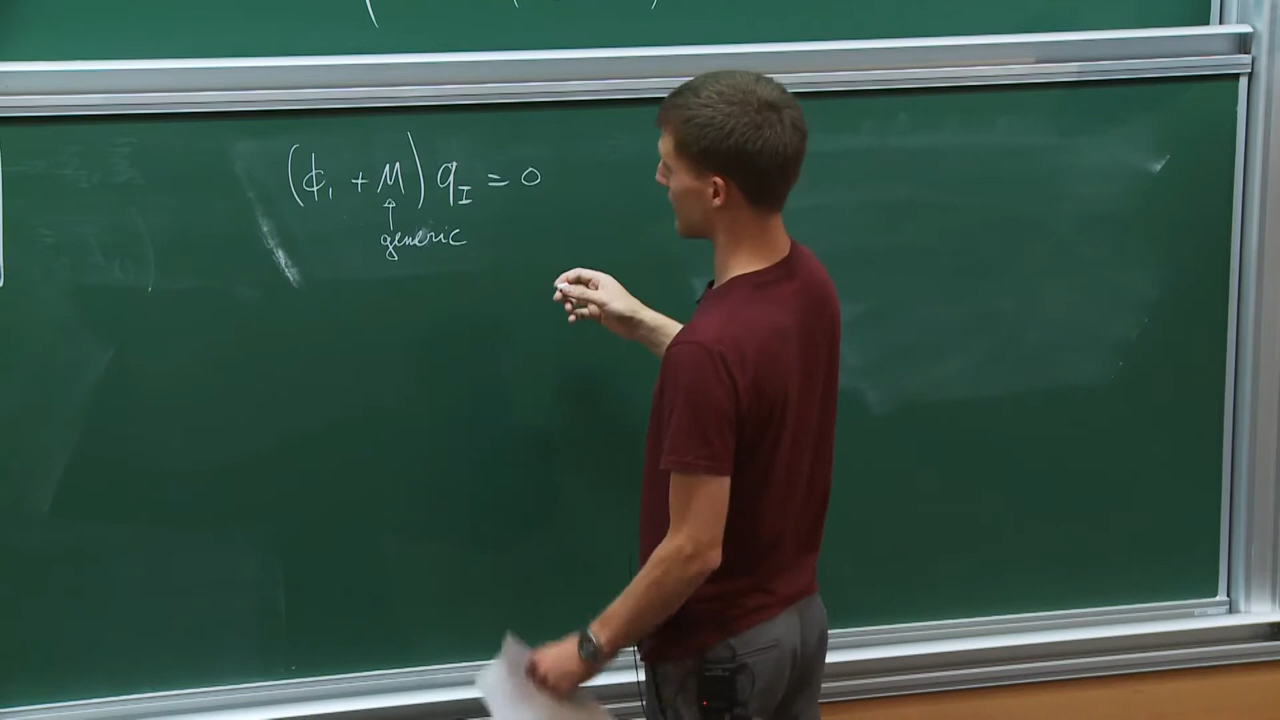 (ϕ₁ + M) q_I = 0
↑
generic